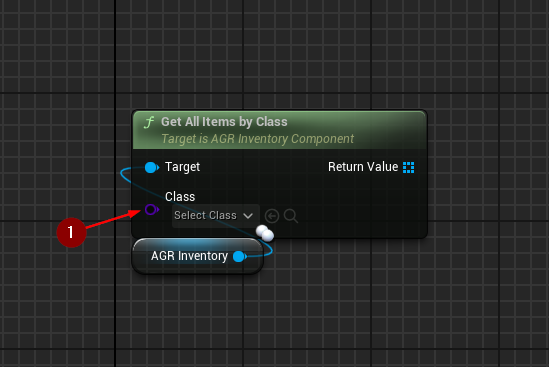 f Get All Items by Class
Target is AGR Inventory Component
Target Return Value
Class
Select Class
1
AGR Inventory